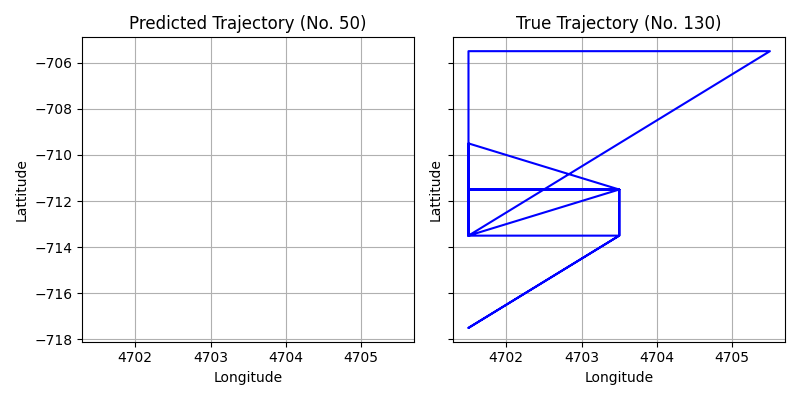 Predicted Trajectory (No. 50)
True Trajectory (No. 130)
−706
−708
−710
−712
−714
−716
−718
Lattitude
Lattitude
4702 4703 4704 4705
4702 4703 4704 4705
Longitude
Longitude